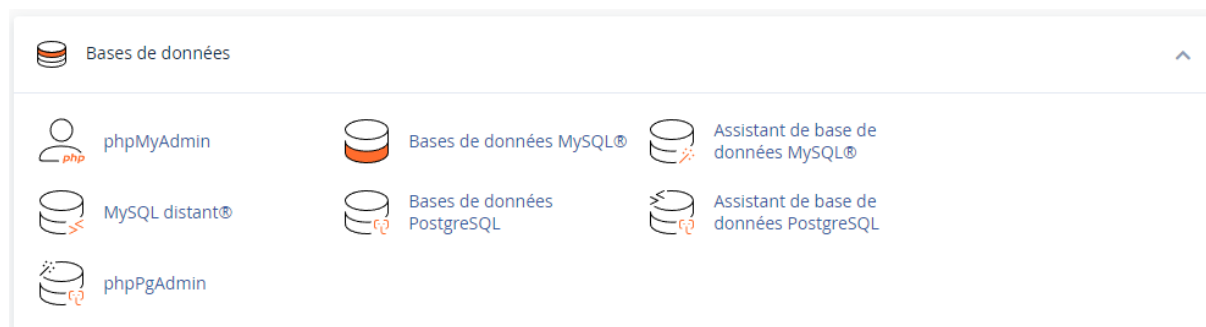 Bases de données
php
phpMyAdmin
Bases de données MySQL®
Assistant de base de
données MySQL®
MySQL distant®
Bases de données
PostgreSQL
Assistant de base de
données PostgreSQL
phpPgAdmin